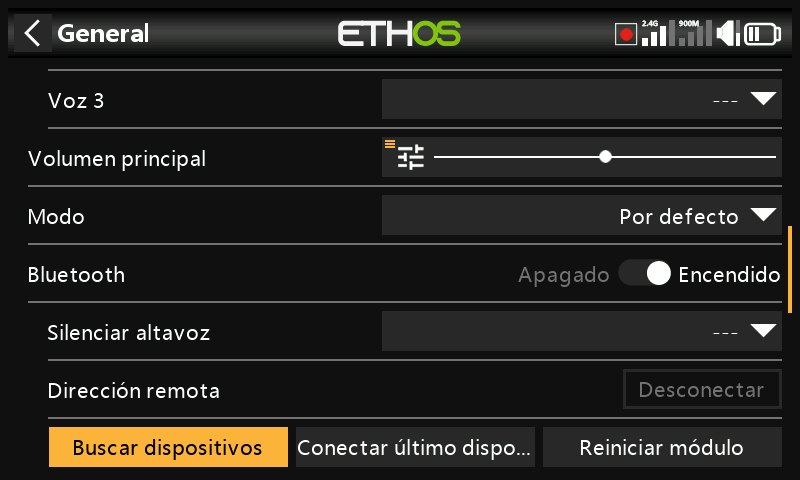 General
ETHOS
2.4G
900M
Voz 3
---
Volumen principal
Modo
Por defecto
Bluetooth
Apagado
Encendido
Silenciar altavoz
---
Dirección remota
Desconectar
Buscar dispositivos
Conectar último dispo...
Reiniciar módulo